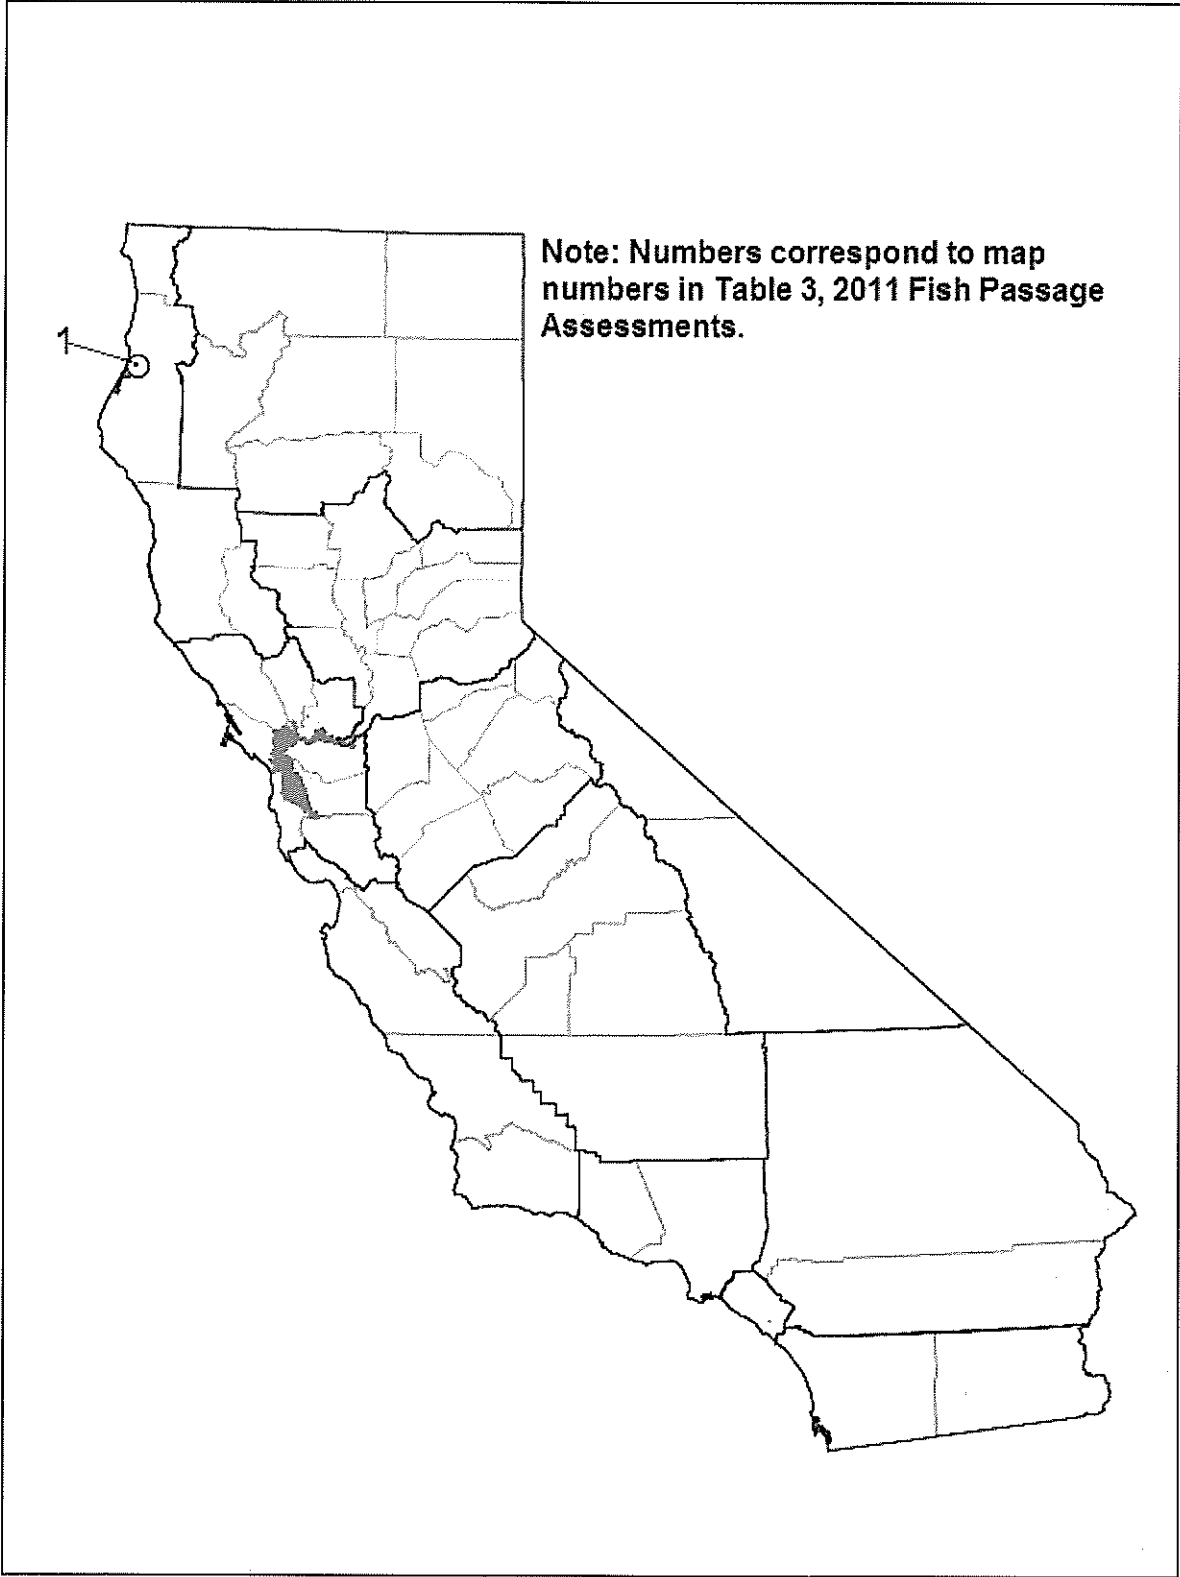 Note: Numbers correspond to map
numbers in Table 3, 2011 Fish Passage
Assessments.
1